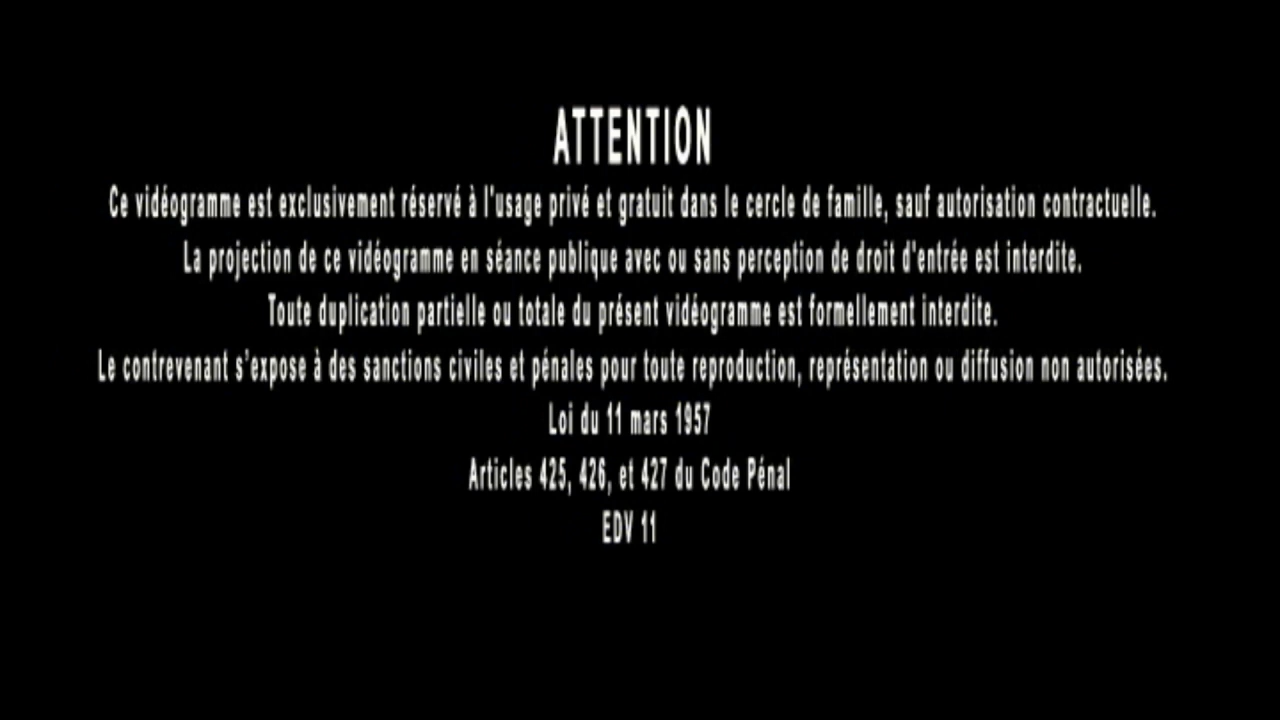 ATTENTION
Ce vidéogramme est exclusivement réservé à l'usage privé et gratuit dans le cercle de famille, sauf autorisation contractuelle.
La projection de ce vidéogramme en séance publique avec ou sans perception de droit d'entrée est interdite.
Toute duplication partielle ou totale du présent vidéogramme est formellement interdite.
Le contrevenant s'expose à des sanctions civiles et pénales pour toute reproduction, représentation ou diffusion non autorisées.
Loi du 11 mars 1957
Articles 425, 426, et 427 du Code Pénal
EDV 11